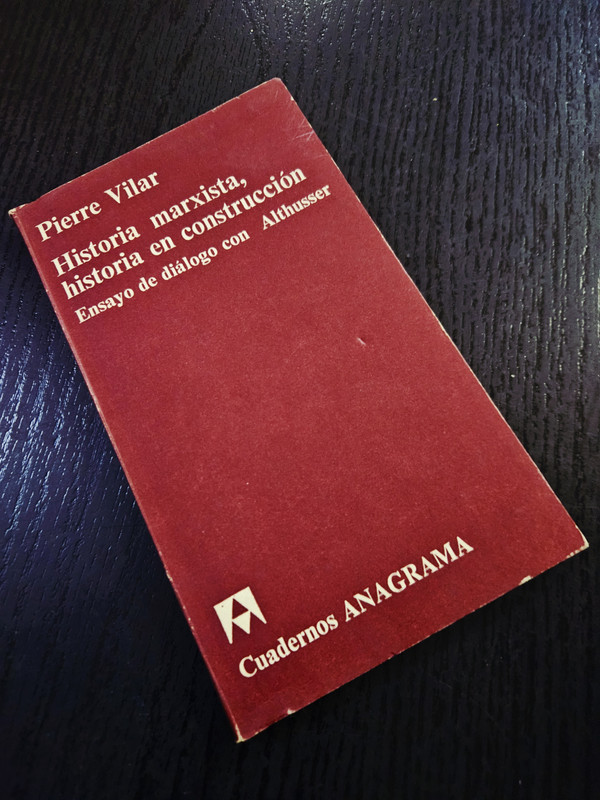 Pierre Vilar
Historia marxista,
historia en construcción
Ensayo de diálogo con Althusser
Cuadernos ANAGRAMA